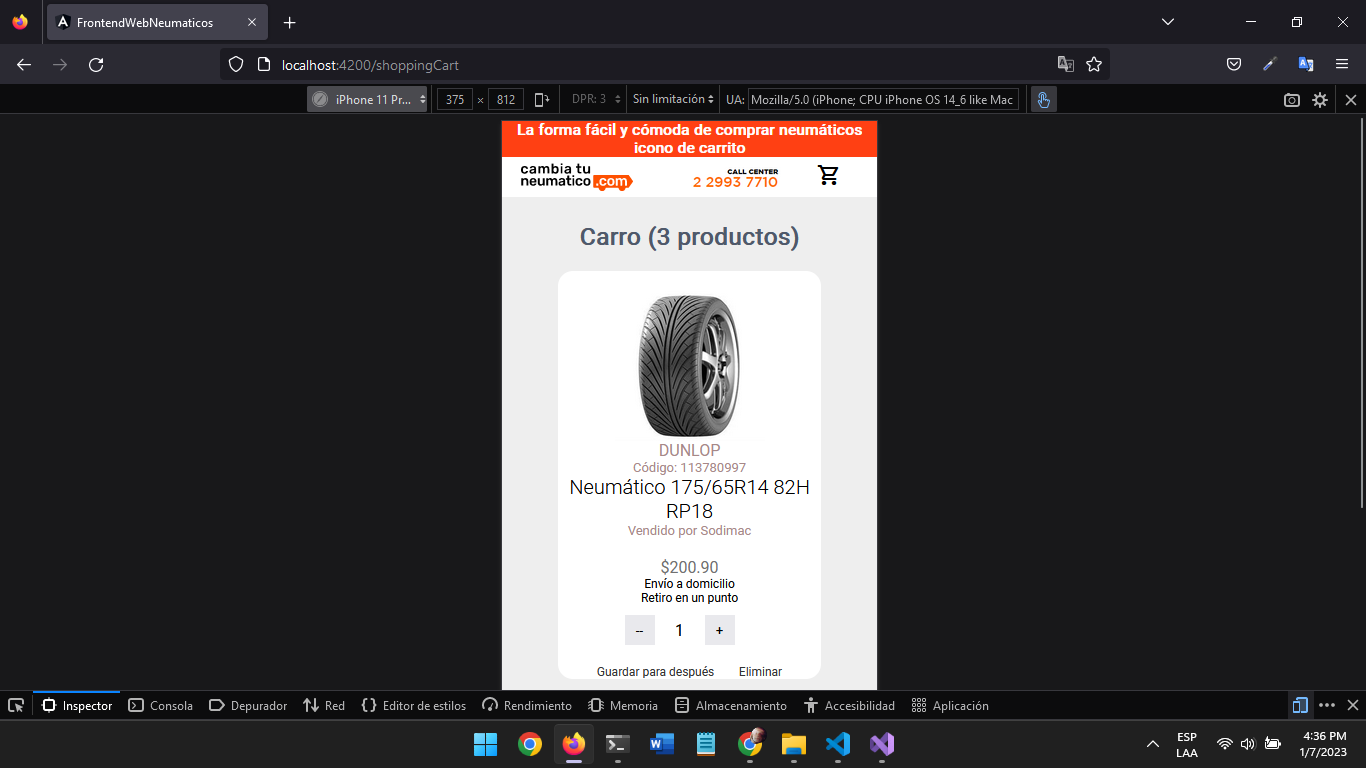 FrontendWebNeumaticos
localhost:4200/shoppingCart
iPhone 11 Pr... 375 × 812 DPR: 3 Sin limitación UA: Mozilla/5.0 (iPhone; CPU iPhone OS 14_6 like Mac
La forma fácil y cómoda de comprar neumáticos
icono de carrito
cambia tu
neumatico .com
CALL CENTER
2 2993 7710
Carro (3 productos)
DUNLOP
Código: 113780997
Neumático 175/65R14 82H
RP18
Vendido por Sodimac
$200.90
Envío a domicilio
Retiro en un punto
-- 1 +
Guardar para después Eliminar
Inspector Consola Depurador Red Editor de estilos Rendimiento Memoria Almacenamiento Accesibilidad Aplicación
ESP
LAA
4:36 PM
1/7/2023